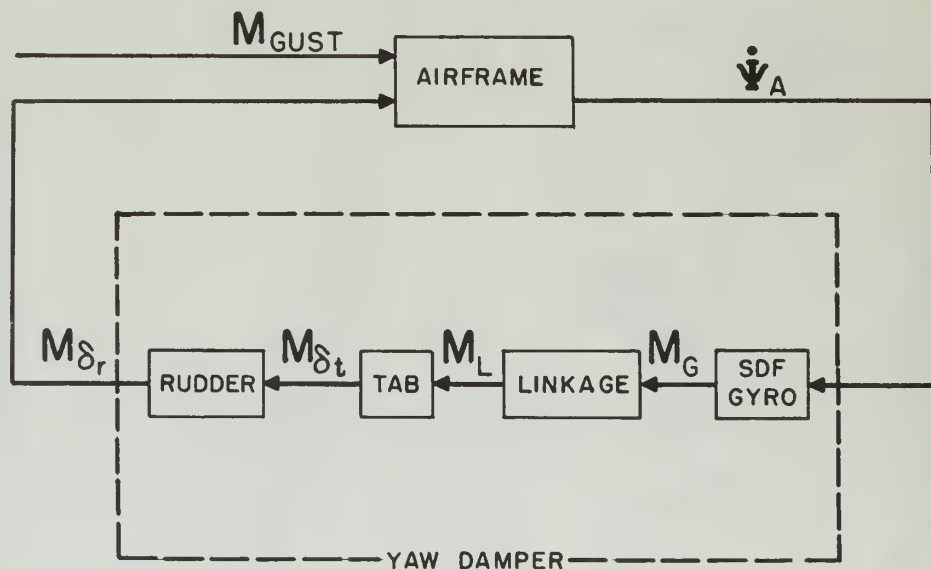 M_GUST
AIRFRAME
Ψ̇_A
M_δr
RUDDER
M_δt
TAB
M_L
LINKAGE
M_G
SDF
GYRO
YAW DAMPER